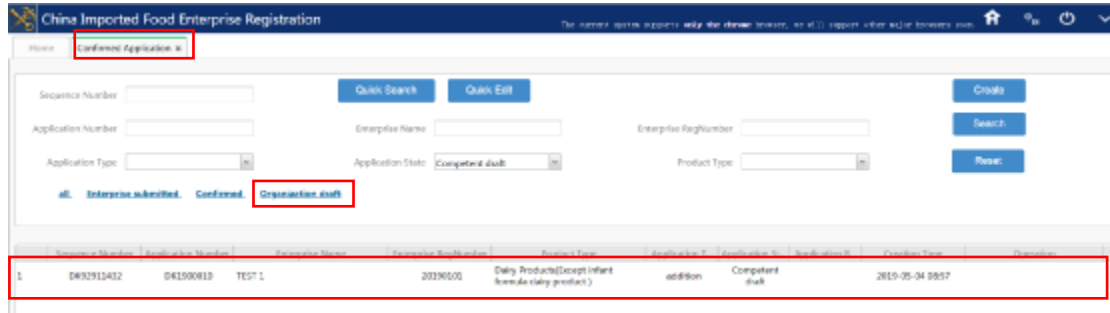 China Imported Food Enterprise Registration
The current system supports only the chrome browser, we will support other major browsers soon.
Home Confirmed Application ×
Sequence Number Quick Search Quick Edit Create
Application Number Enterprise Name Enterprise RegNumber Search
Application Type Application State Competent draft Product Type Reset
all Enterprise submitted Confirmed Organization draft
Sequence Number Application Number Enterprise Name Enterprise RegNumber Product Type Application T Application St Application R Creation Time Operation
1 TEST 1 20190101 Dairy Products(Except infant addition Competent 2019-05-04 08:57
formula dairy product ) draft